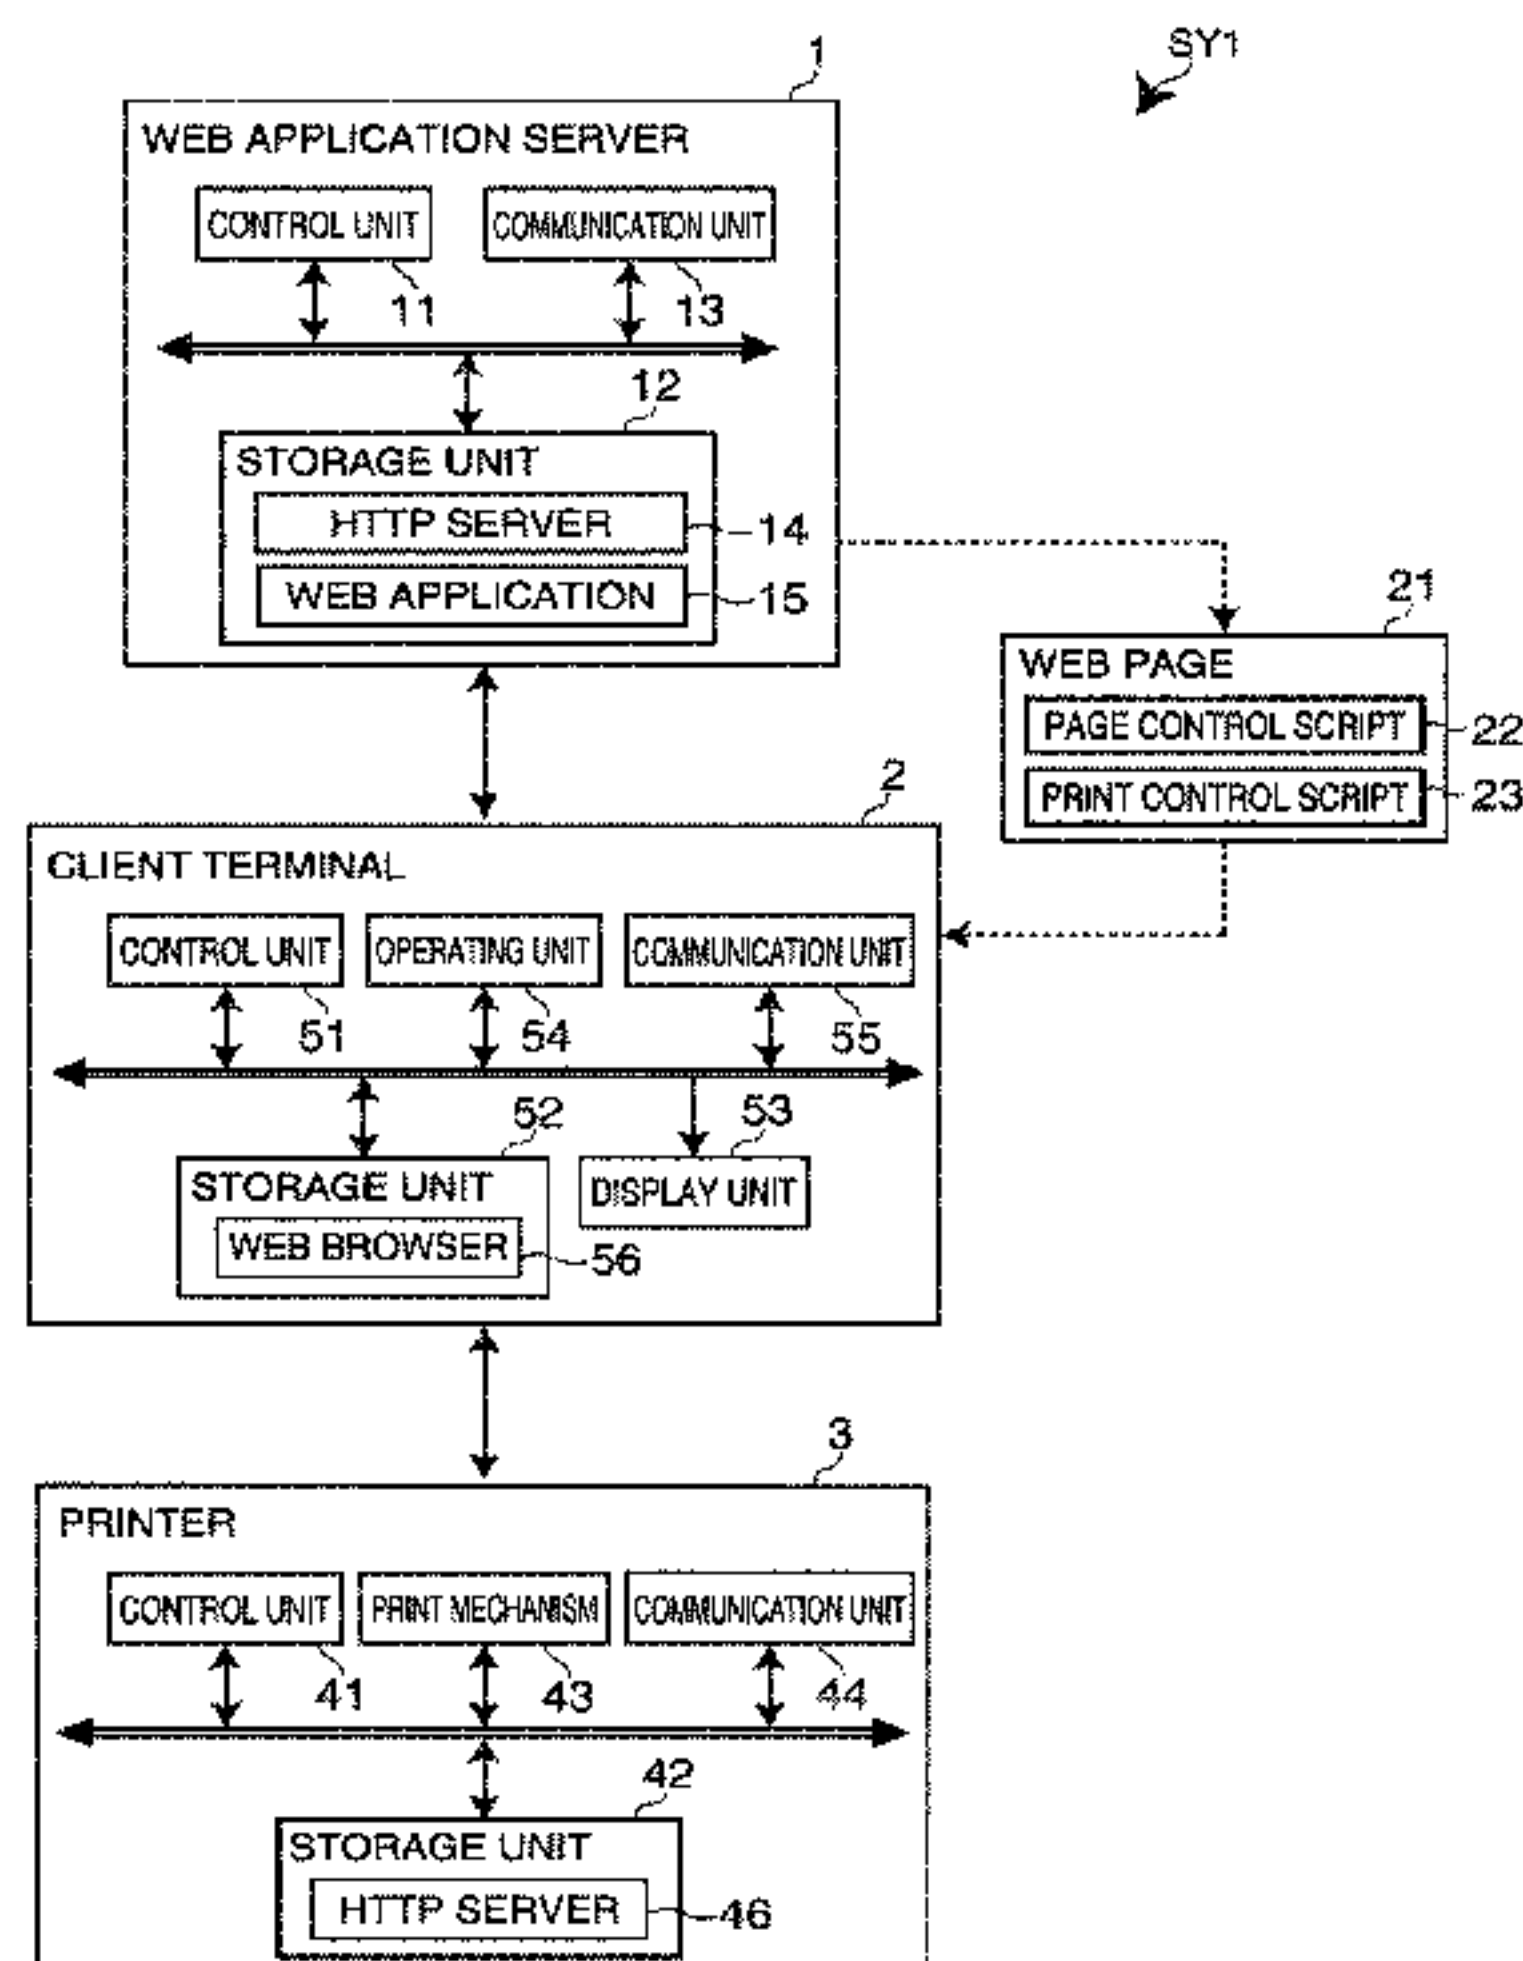 SY1
1
WEB APPLICATION SERVER
CONTROL UNIT
COMMUNICATION UNIT
11
13
12
STORAGE UNIT
HTTP SERVER
14
WEB APPLICATION
15
21
WEB PAGE
PAGE CONTROL SCRIPT
22
PRINT CONTROL SCRIPT
23
2
CLIENT TERMINAL
CONTROL UNIT
OPERATING UNIT
COMMUNICATION UNIT
51
54
55
52
53
STORAGE UNIT
DISPLAY UNIT
WEB BROWSER
56
3
PRINTER
CONTROL UNIT
PRINT MECHANISM
COMMUNICATION UNIT
41
43
44
42
STORAGE UNIT
HTTP SERVER
46